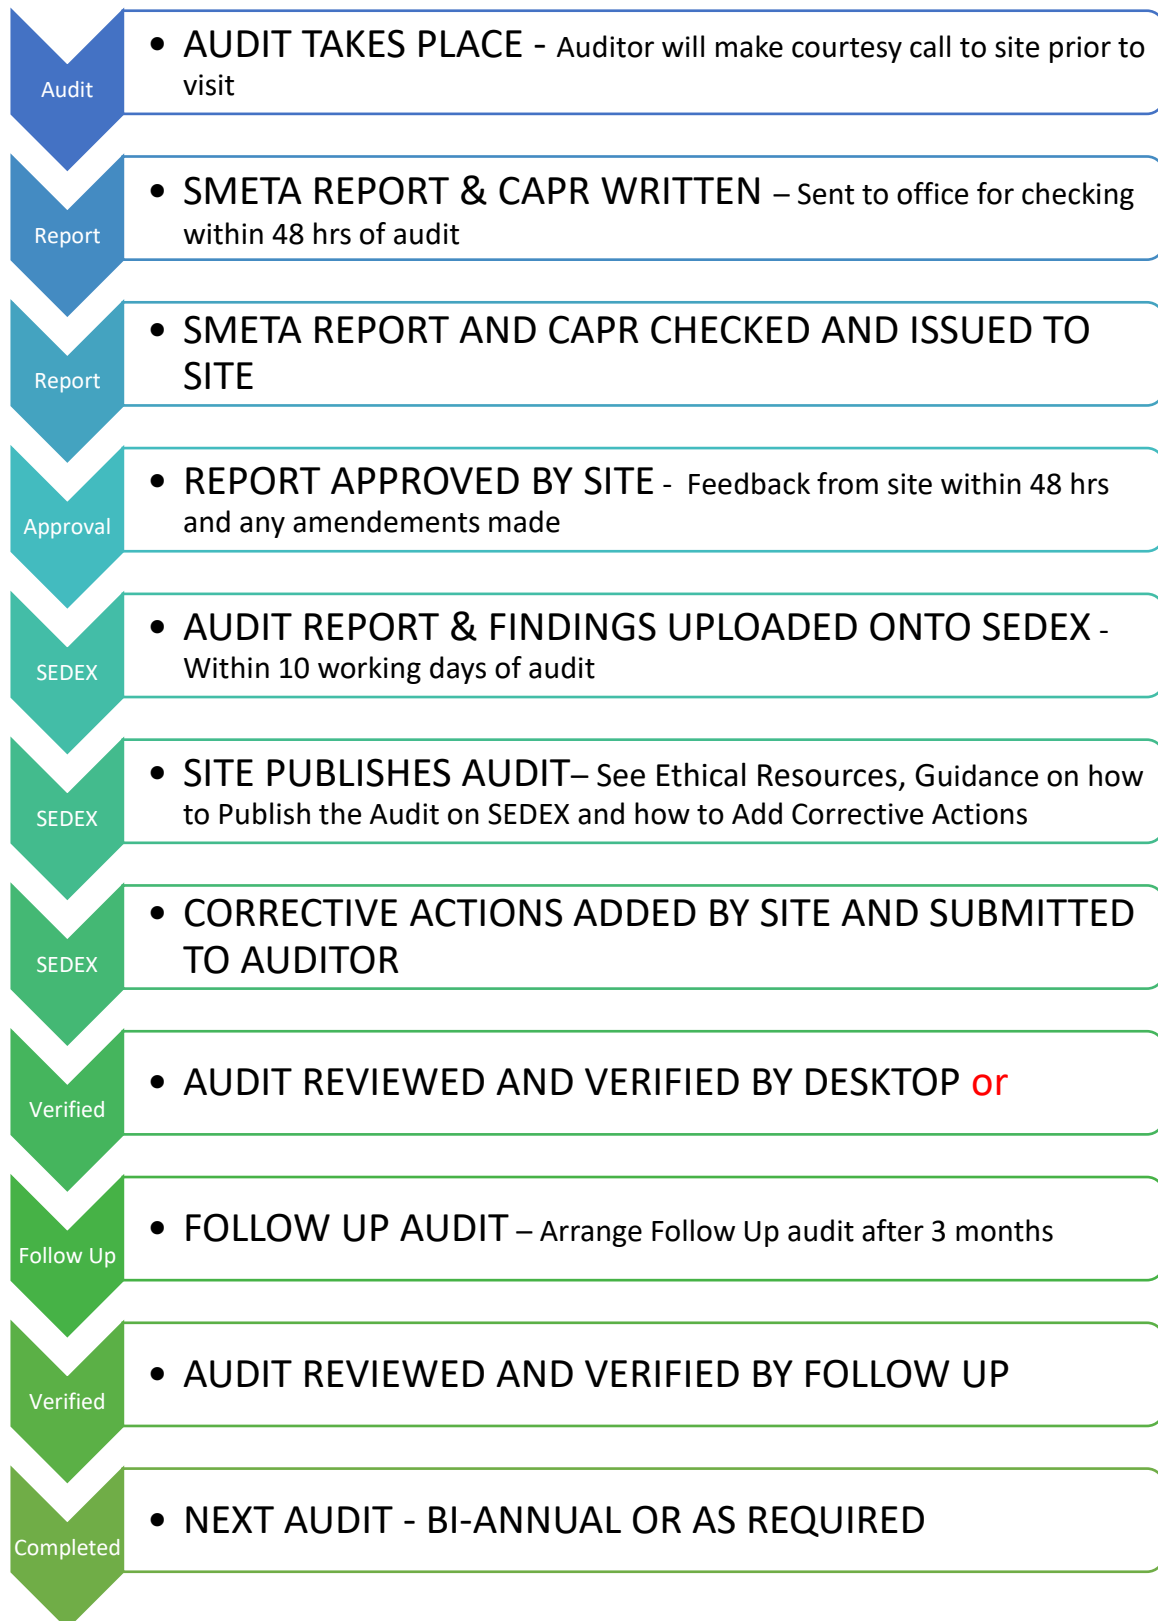 • AUDIT TAKES PLACE - Auditor will make courtesy call to site prior to
visit
Audit
• SMETA REPORT & CAPR WRITTEN – Sent to office for checking
within 48 hrs of audit
Report
• SMETA REPORT AND CAPR CHECKED AND ISSUED TO
SITE
Report
• REPORT APPROVED BY SITE - Feedback from site within 48 hrs
and any amendements made
Approval
• AUDIT REPORT & FINDINGS UPLOADED ONTO SEDEX -
Within 10 working days of audit
SEDEX
• SITE PUBLISHES AUDIT– See Ethical Resources, Guidance on how
to Publish the Audit on SEDEX and how to Add Corrective Actions
SEDEX
• CORRECTIVE ACTIONS ADDED BY SITE AND SUBMITTED
TO AUDITOR
SEDEX
• AUDIT REVIEWED AND VERIFIED BY DESKTOP or
Verified
• FOLLOW UP AUDIT – Arrange Follow Up audit after 3 months
Follow Up
• AUDIT REVIEWED AND VERIFIED BY FOLLOW UP
Verified
• NEXT AUDIT - BI-ANNUAL OR AS REQUIRED
Completed